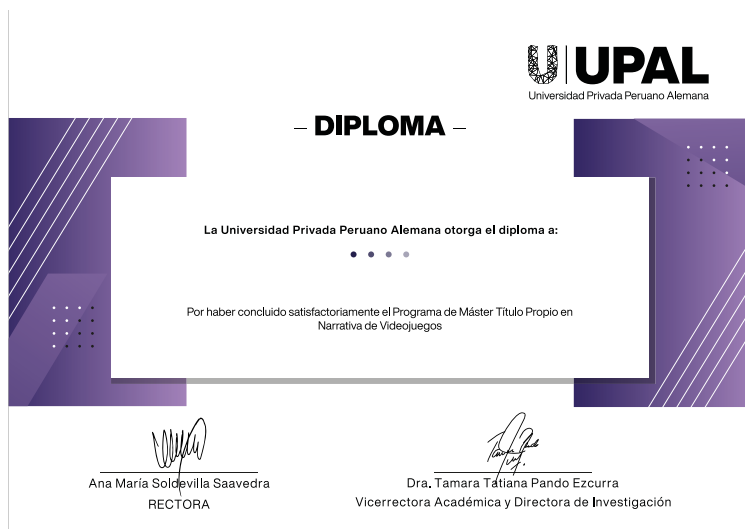 UPAL
Universidad Privada Peruano Alemana
– DIPLOMA –
La Universidad Privada Peruano Alemana otorga el diploma a:
Por haber concluido satisfactoriamente el Programa de Máster Título Propio en
Narrativa de Videojuegos
Ana María Soldevilla Saavedra
RECTORA
Dra. Tamara Tatiana Pando Ezcurra
Vicerrectora Académica y Directora de Investigación